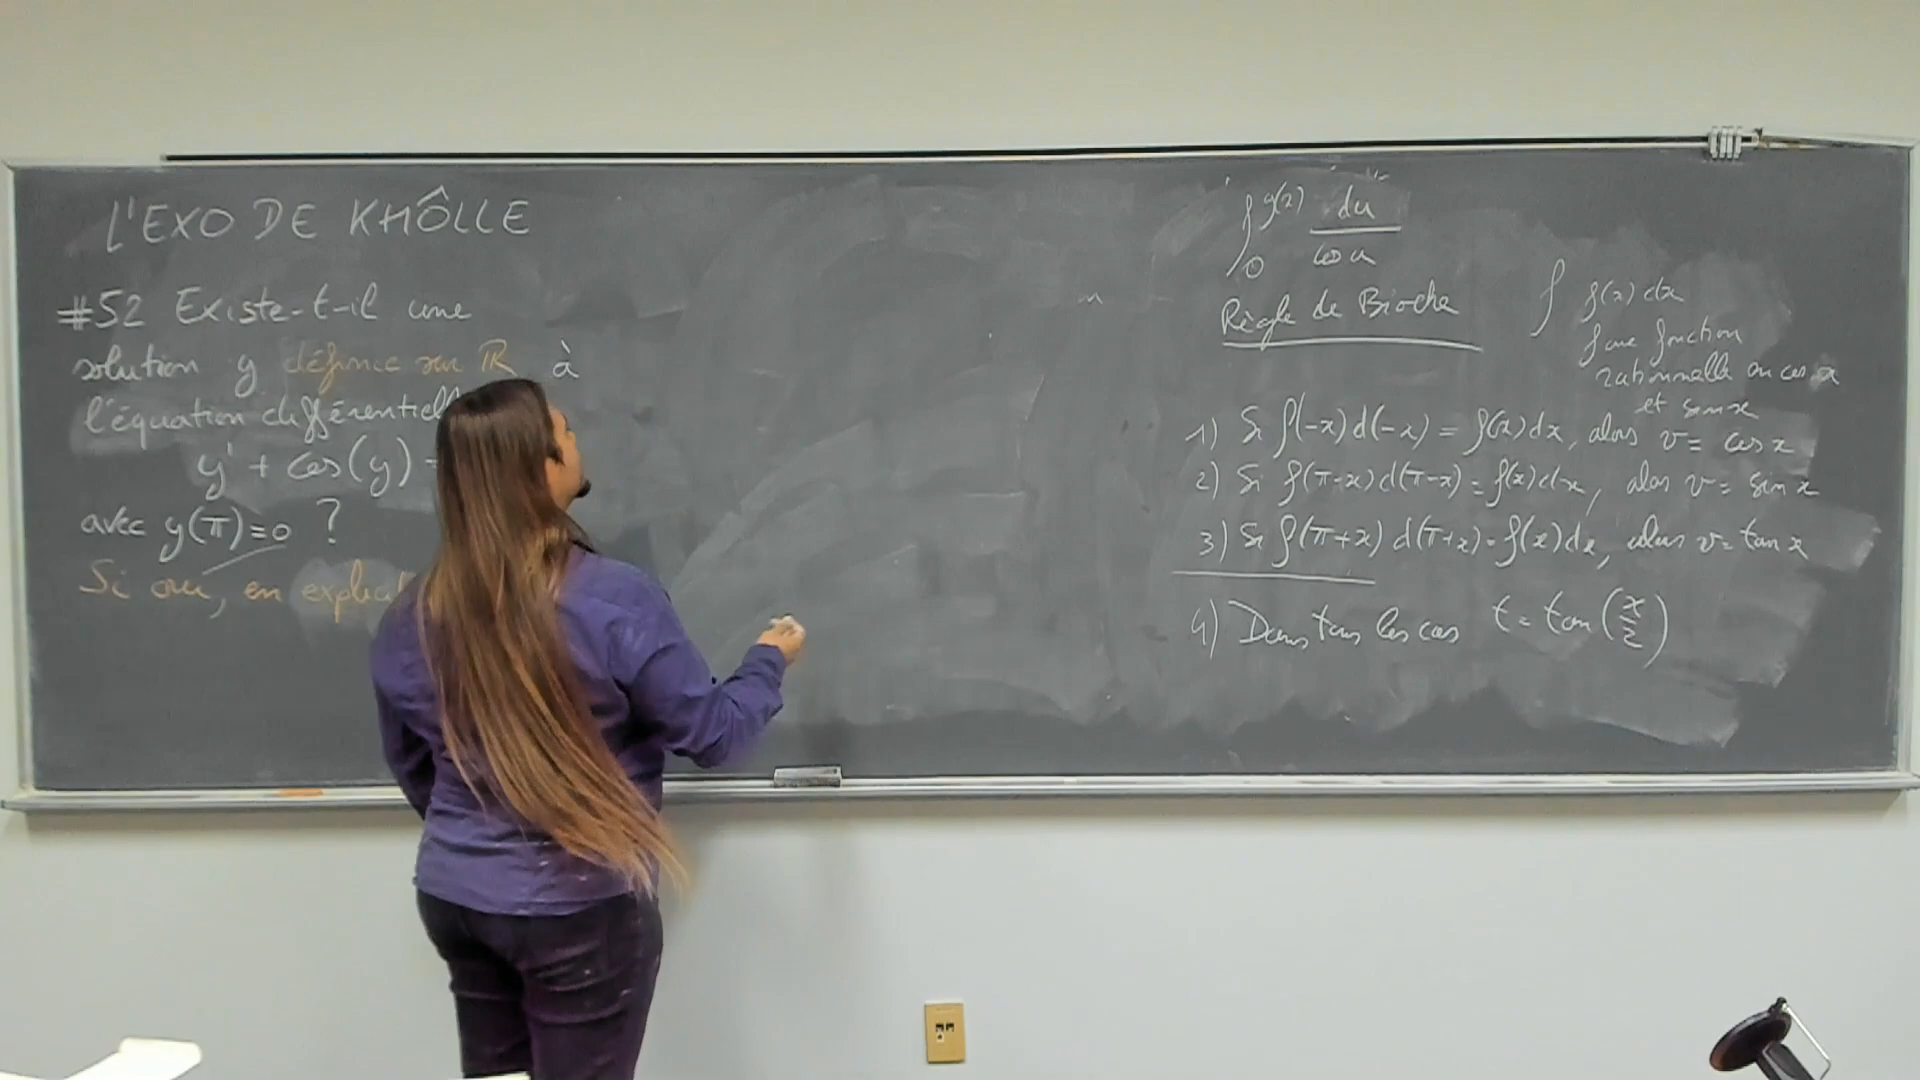 L'EXO DE KHÔLLE
#52 Existe-t-il une
solution y définie sur ℝ à
l'équation différentiell
y' + cos(y)
avec y(π)=0 ?
Si oui, en explici
∫₀^y(x) du/cos u
Règle de Bioche
∫ f(x) dx
f une fonction
rationnelle en cos x
et sin x
1) Si f(-x)d(-x) = f(x)dx, alors v = cos x
2) Si f(π-x)d(π-x) = f(x)dx, alors v = sin x
3) Si f(π+x)d(π+x) = f(x)dx, alors v = tan x
4) Dans tous les cas t = tan(x/2)